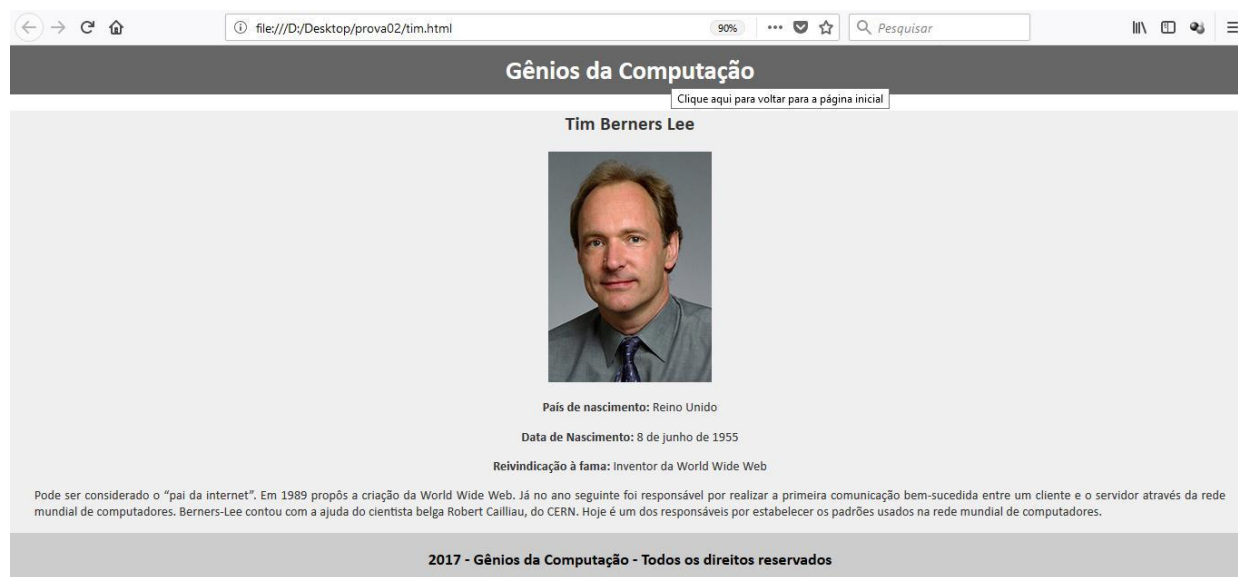 file:///D:/Desktop/prova02/tim.html
90%
Pesquisar
Gênios da Computação
Clique aqui para voltar para a página inicial
Tim Berners Lee
País de nascimento: Reino Unido
Data de Nascimento: 8 de junho de 1955
Reivindicação à fama: Inventor da World Wide Web
Pode ser considerado o “pai da internet”. Em 1989 propôs a criação da World Wide Web. Já no ano seguinte foi responsável por realizar a primeira comunicação bem-sucedida entre um cliente e o servidor através da rede
mundial de computadores. Berners-Lee contou com a ajuda do cientista belga Robert Cailliau, do CERN. Hoje é um dos responsáveis por estabelecer os padrões usados na rede mundial de computadores.
2017 - Gênios da Computação - Todos os direitos reservados